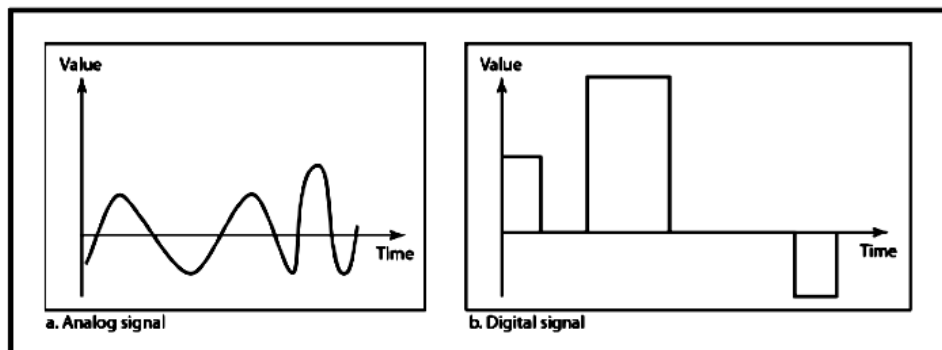 Value
Time
a. Analog signal
Value
Time
b. Digital signal